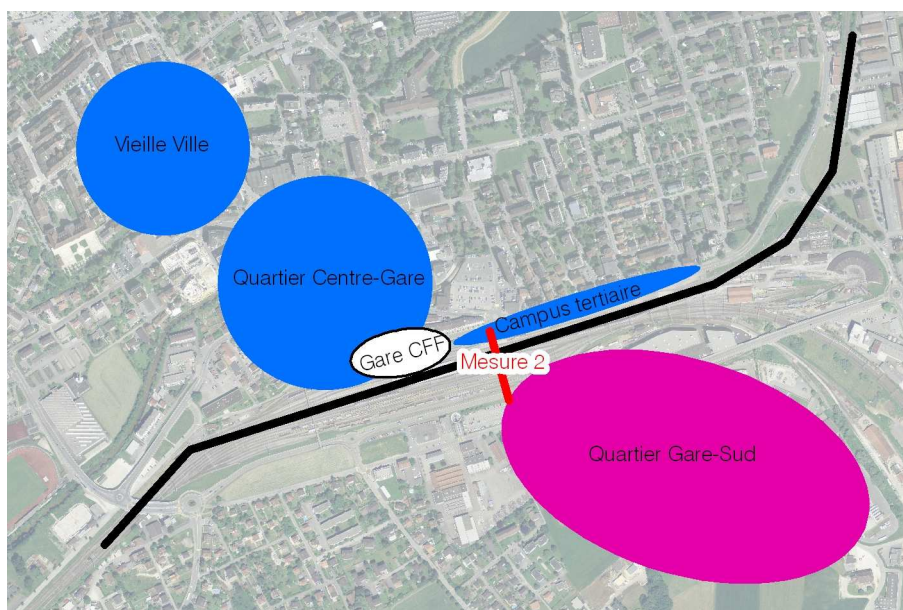 Vieille Ville
Quartier Centre-Gare
Campus tertiaire
Gare CFF
Mesure 2
Quartier Gare-Sud